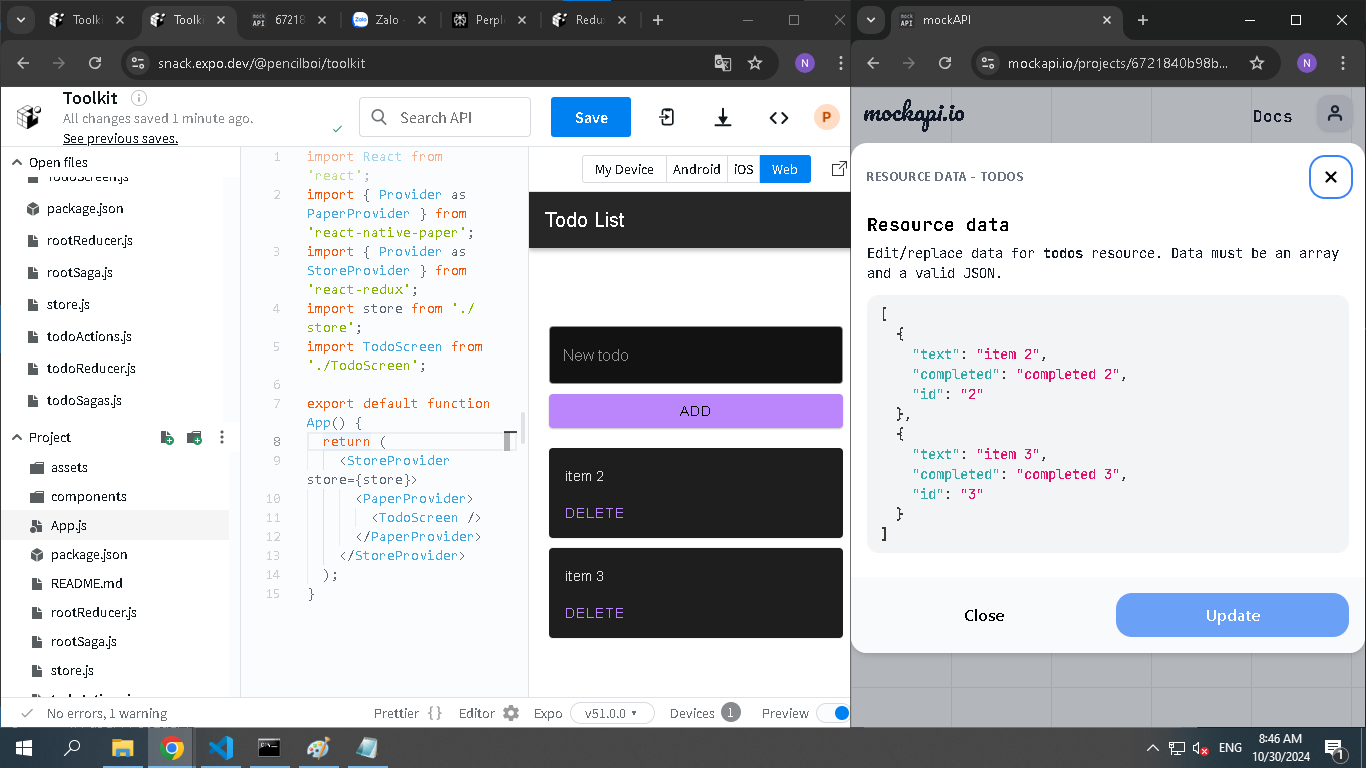 Toolki
Toolki
67218
Zalo
Perple
Redu
mockAPI
snack.expo.dev/@pencilboi/toolkit
N
mockapi.io/projects/6721840b98b...
N
Toolkit
All changes saved 1 minute ago.
See previous saves.
Search API
Save
P
mockapi.io
Docs
Open files
TodoScreen.js
package.json
rootReducer.js
rootSaga.js
store.js
todoActions.js
todoReducer.js
todoSagas.js
Project
assets
components
App.js
package.json
README.md
rootReducer.js
rootSaga.js
store.js
1 import React from
'react';
2 import { Provider as
PaperProvider } from
'react-native-paper';
3 import { Provider as
StoreProvider } from
'react-redux';
4 import store from './
store';
5 import TodoScreen from
'./TodoScreen';
6
7 export default function
App() {
8 return (
9 <StoreProvider
store={store}>
10 <PaperProvider>
11 <TodoScreen />
12 </PaperProvider>
13 </StoreProvider>
14 );
15 }
My Device Android iOS Web
Todo List
New todo
ADD
item 2
DELETE
item 3
DELETE
RESOURCE DATA - TODOS
Resource data
Edit/replace data for todos resource. Data must be an array
and a valid JSON.
[
{
"text": "item 2",
"completed": "completed 2",
"id": "2"
},
{
"text": "item 3",
"completed": "completed 3",
"id": "3"
}
]
Close
Update
No errors, 1 warning
Prettier {} Editor Expo v51.0.0 Devices 1 Preview
ENG
8:46 AM
10/30/2024
1